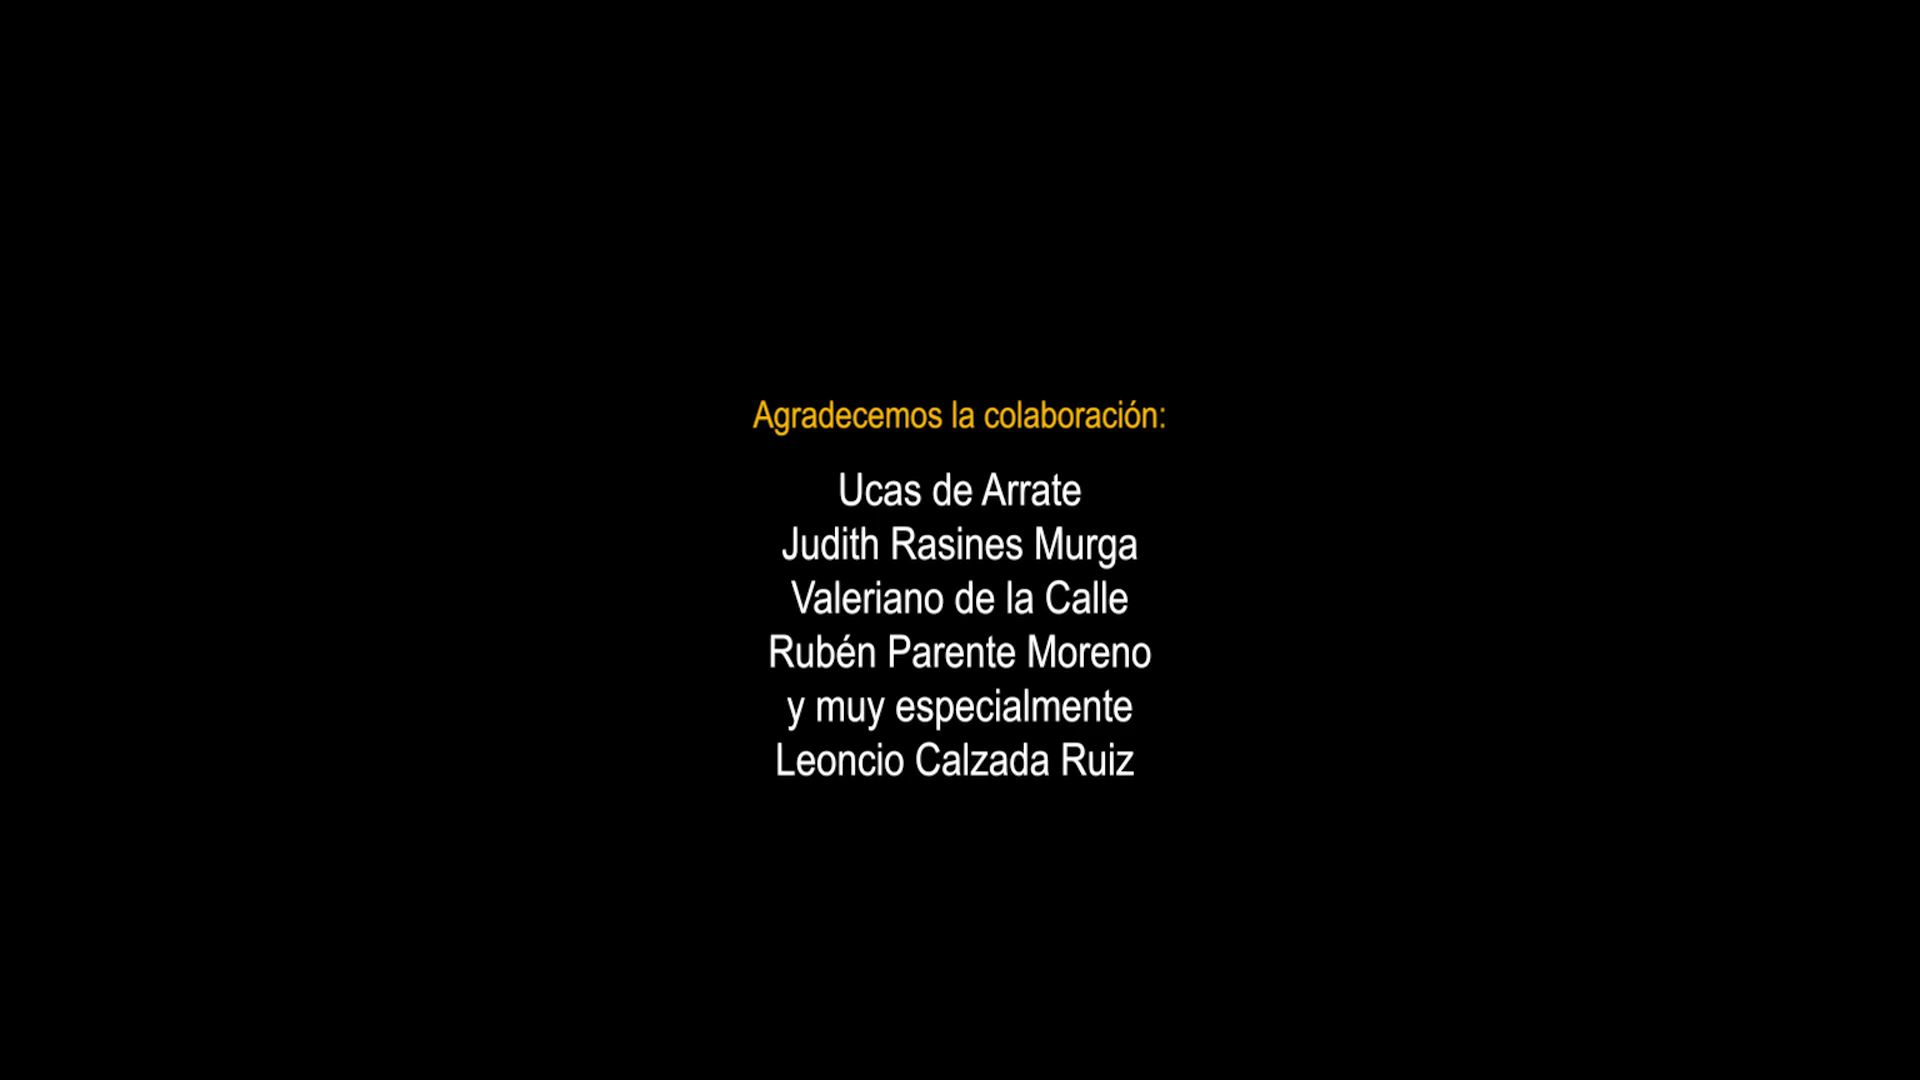 Agradecemos la colaboración:
Ucas de Arrate
Judith Rasines Murga
Valeriano de la Calle
Rubén Parente Moreno
y muy especialmente
Leoncio Calzada Ruiz